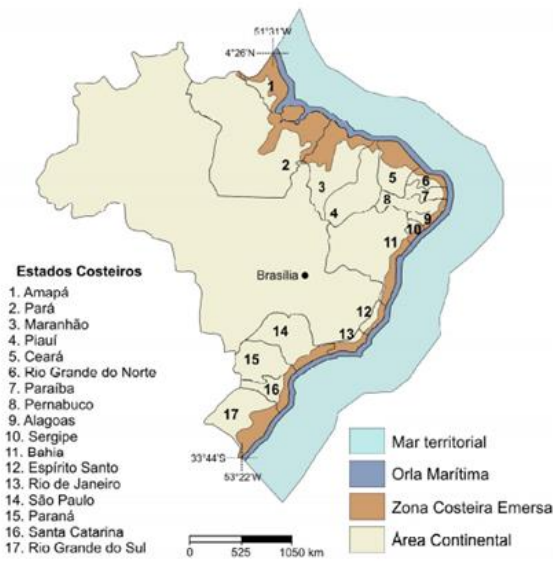 51°31'W
4°26'N
1
2
3
4
5
6
7
8
9
10
11
Brasília
12
13
14
15
16
17
33°44'S
53°22'W
Estados Costeiros
1. Amapá
2. Pará
3. Maranhão
4. Piauí
5. Ceará
6. Rio Grande do Norte
7. Paraíba
8. Pernabuco
9. Alagoas
10. Sergipe
11. Bahia
12. Espírito Santo
13. Rio de Janeiro
14. São Paulo
15. Paraná
16. Santa Catarina
17. Rio Grande do Sul
0 525 1050 km
Mar territorial
Orla Marítima
Zona Costeira Emersa
Área Continental